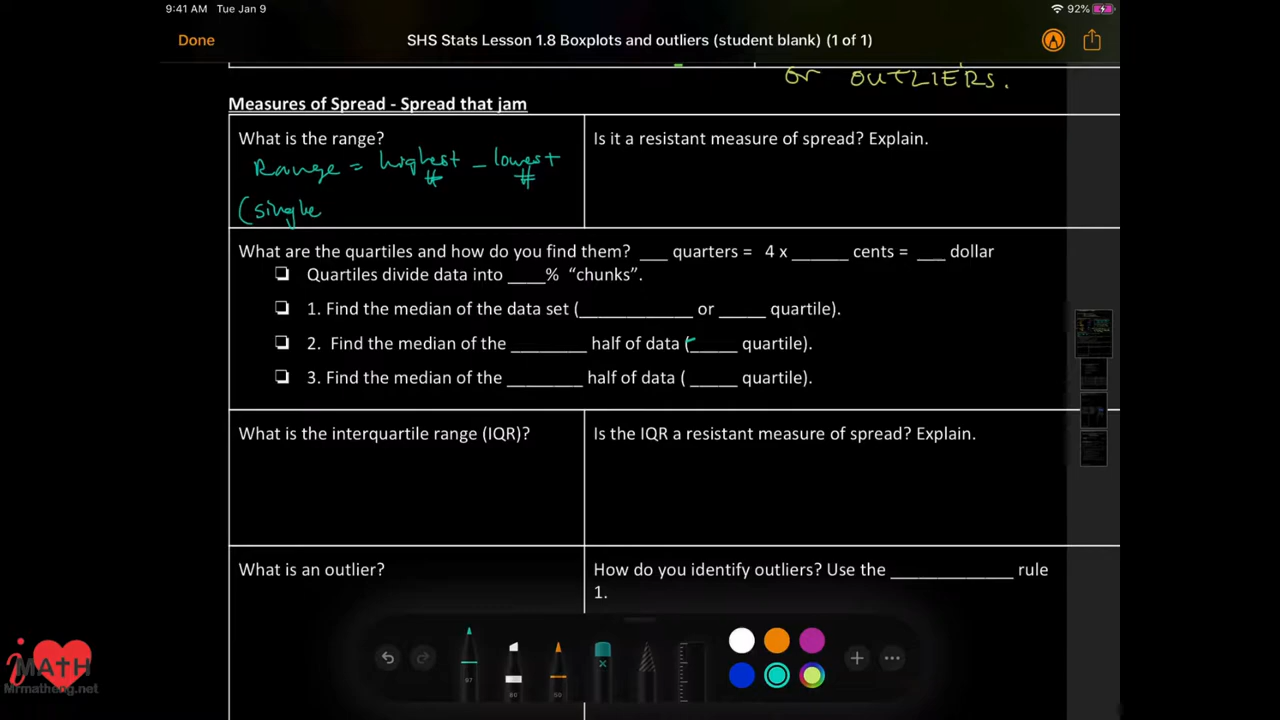 9:41 AM Tue Jan 9
92%
Done
SHS Stats Lesson 1.8 Boxplots and outliers (student blank) (1 of 1)
or OUTLIERS.
Measures of Spread - Spread that jam
What is the range?
Range = highest # - lowest #
(single
Is it a resistant measure of spread? Explain.
What are the quartiles and how do you find them? ___ quarters = 4 x ______ cents = ___ dollar
Quartiles divide data into ____% “chunks”.
1. Find the median of the data set (____________ or _____ quartile).
2. Find the median of the ________ half of data (_____ quartile).
3. Find the median of the ________ half of data ( _____ quartile).
What is the interquartile range (IQR)?
Is the IQR a resistant measure of spread? Explain.
What is an outlier?
How do you identify outliers? Use the _____________ rule
1.
67
80
50
i MATH
Mrmatheng.net